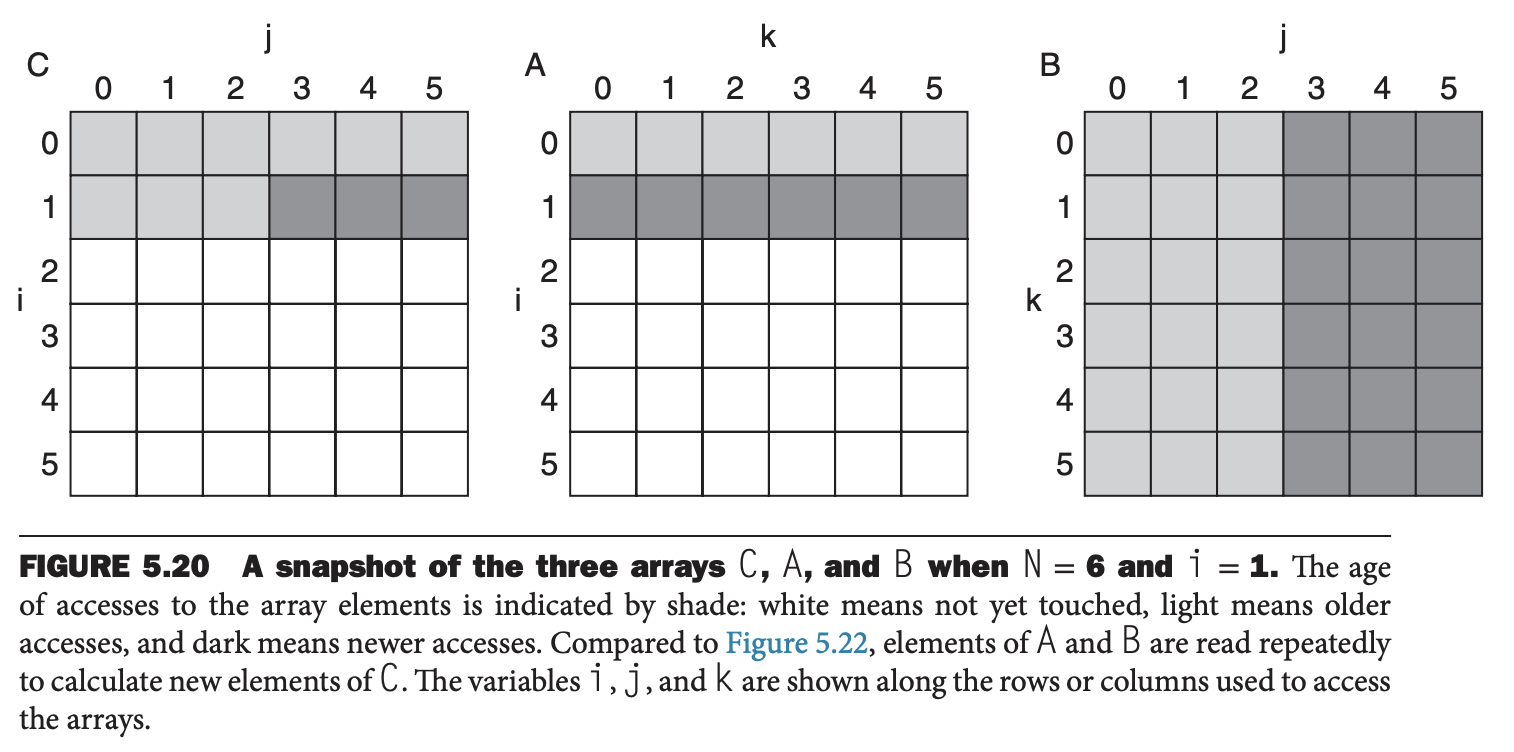 j k j
C A B
0 1 2 3 4 5 0 1 2 3 4 5 0 1 2 3 4 5
0 0 0
1 1 1
2 2 2
i i k
3 3 3
4 4 4
5 5 5
FIGURE 5.20 A snapshot of the three arrays C, A, and B when N = 6 and i = 1. The age
of accesses to the array elements is indicated by shade: white means not yet touched, light means older
accesses, and dark means newer accesses. Compared to Figure 5.22, elements of A and B are read repeatedly
to calculate new elements of C. The variables i, j, and k are shown along the rows or columns used to access
the arrays.